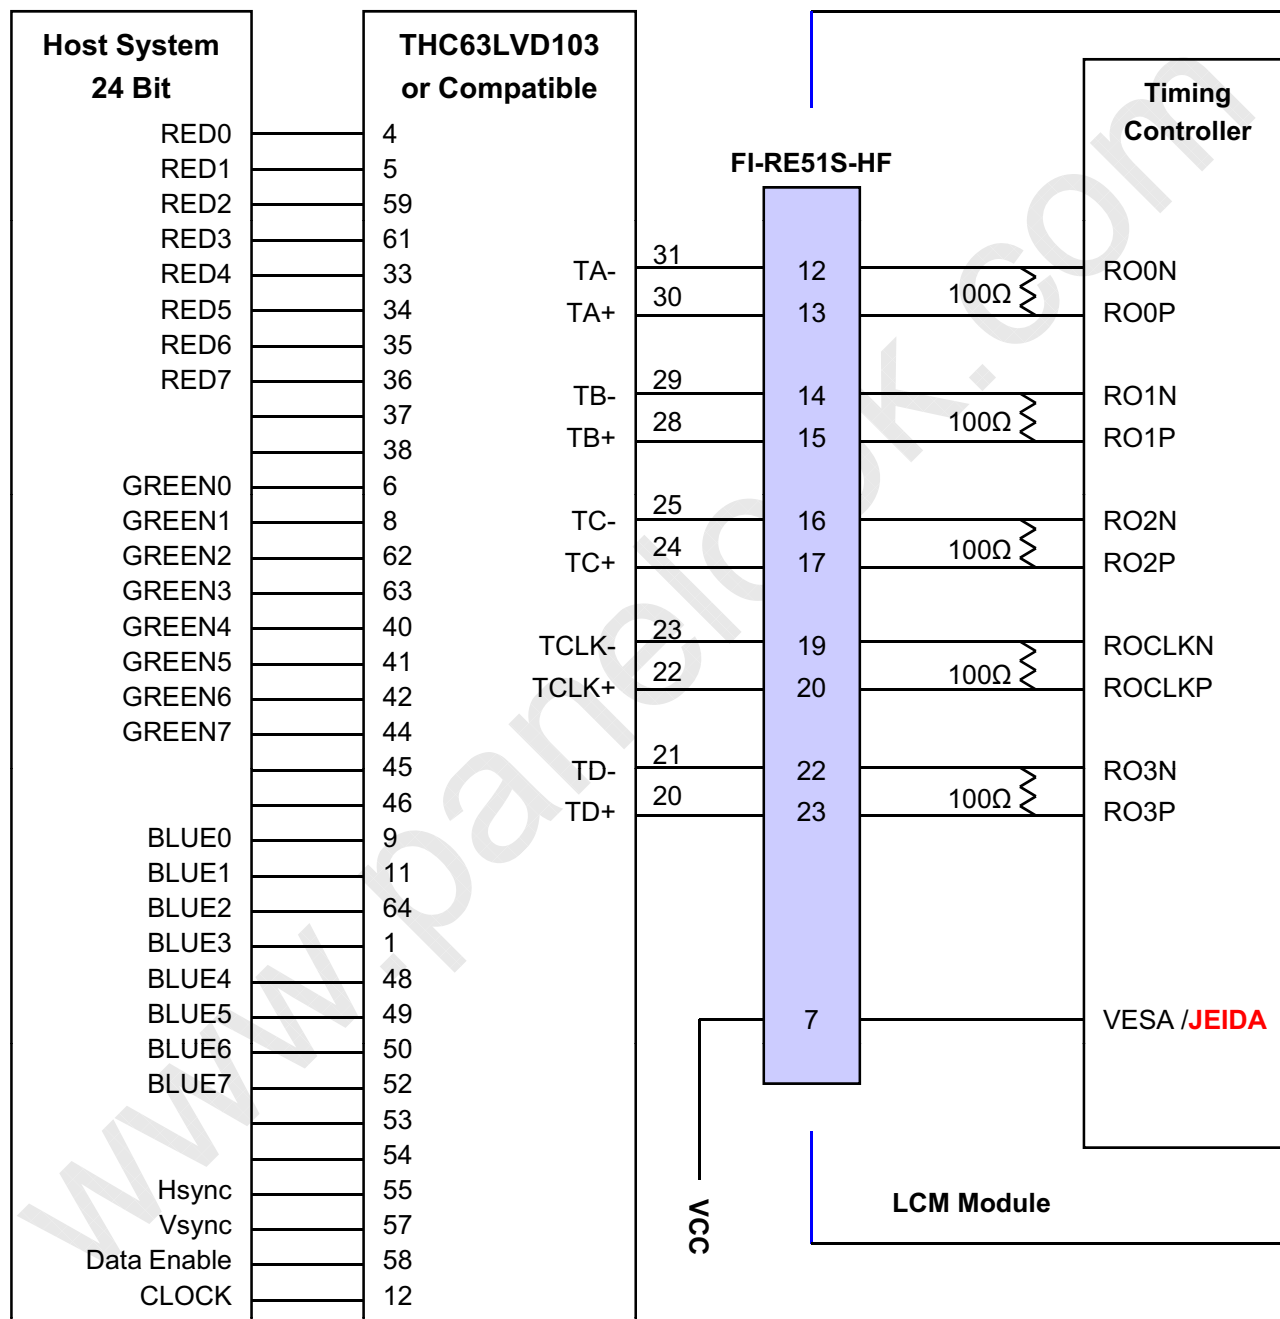 Host System
24 Bit
RED0
RED1
RED2
RED3
RED4
RED5
RED6
RED7
GREEN0
GREEN1
GREEN2
GREEN3
GREEN4
GREEN5
GREEN6
GREEN7
BLUE0
BLUE1
BLUE2
BLUE3
BLUE4
BLUE5
BLUE6
BLUE7
Hsync
Vsync
Data Enable
CLOCK
THC63LVD103
or Compatible
4
5
59
61
33
34
35
36
37
38
6
8
62
63
40
41
42
44
45
46
9
11
64
1
48
49
50
52
53
54
55
57
58
12
TA-
TA+
TB-
TB+
TC-
TC+
TCLK-
TCLK+
TD-
TD+
31
30
29
28
25
24
23
22
21
20
FI-RE51S-HF
12
13
14
15
16
17
19
20
22
23
7
100Ω
100Ω
100Ω
100Ω
100Ω
Timing
Controller
RO0N
RO0P
RO1N
RO1P
RO2N
RO2P
ROCLKN
ROCLKP
RO3N
RO3P
VESA /JEIDA
VCC
LCM Module
www.panelook.com